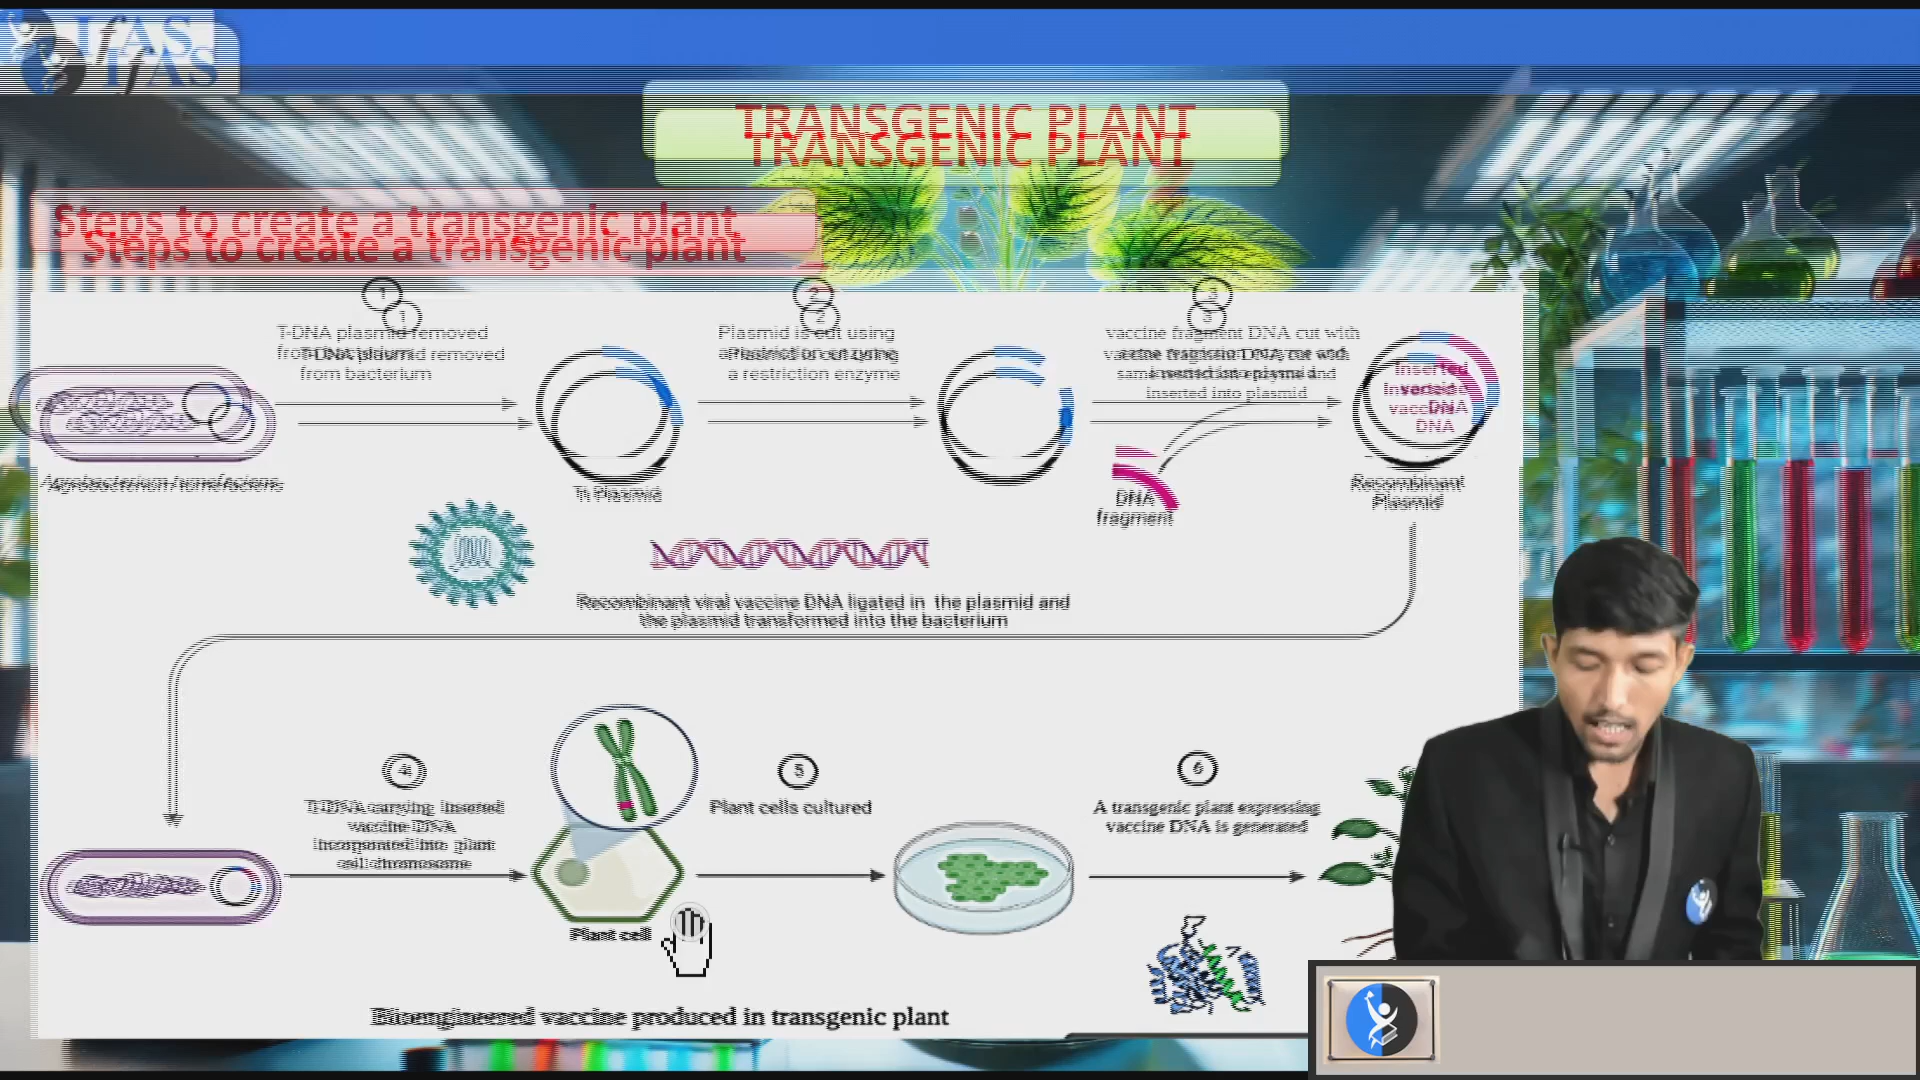 IFAS
TRANSGENIC PLANT
Steps to create a transgenic plant
1
2
3
T-DNA plasmid removed
from bacterium
Plasmid is cut using
a restriction enzyme
vaccine fragment DNA cut with
same restriction enzyme and
inserted into plasmid
Inserted
vaccine
DNA
Agrobacterium tumefaciens
Ti Plasmid
DNA
fragment
Recombinant
Plasmid
Recombinant viral vaccine DNA ligated in the plasmid and
the plasmid transformed into the bacterium
4
5
6
T-DNA carrying inserted
vaccine DNA
incorporated into plant
cell chromosome
Plant cells cultured
A transgenic plant expressing
vaccine DNA is generated
Plant cell
Bioengineered vaccine produced in transgenic plant